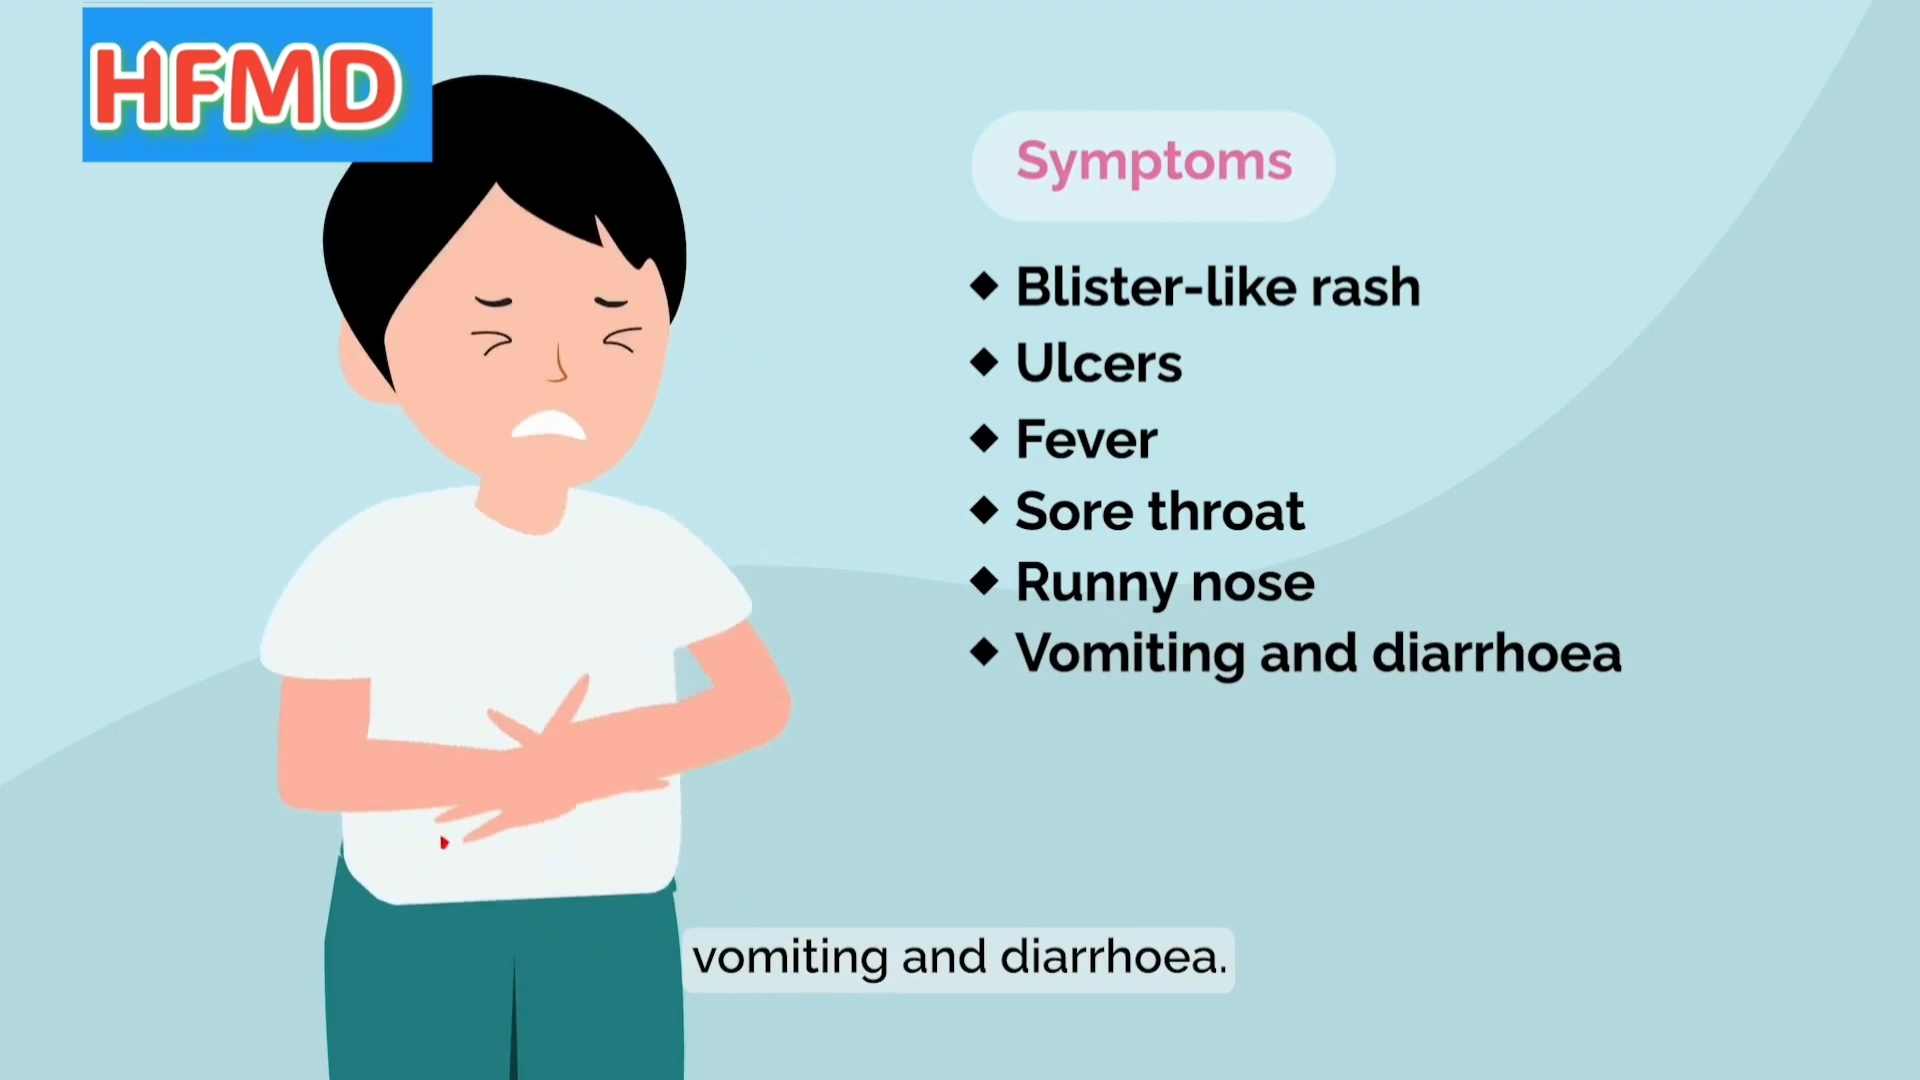 HFMD
Symptoms
◆ Blister-like rash
◆ Ulcers
◆ Fever
◆ Sore throat
◆ Runny nose
◆ Vomiting and diarrhoea
vomiting and diarrhoea.